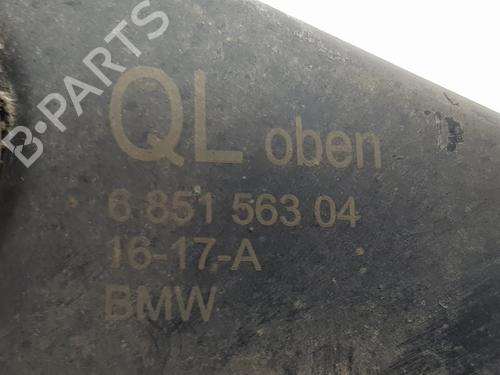 B-PARTS
QL oben
6 851 563 04
16-17-A
BMW